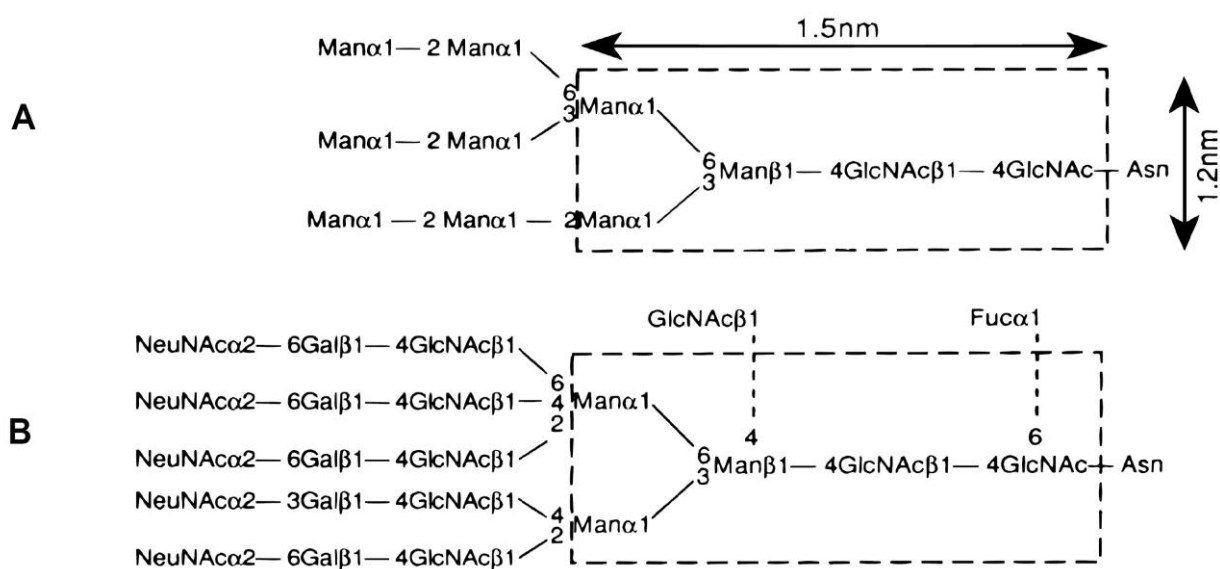 1.5nm
Manα1— 2 Manα1
6
A
3 Manα1
Manα1— 2 Manα1
6
3 Manβ1— 4GlcNAcβ1— 4GlcNAc — Asn
1.2nm
Manα1 — 2 Manα1 — 2Manα1
GlcNAcβ1 Fucα1
NeuNAcα2— 6Galβ1— 4GlcNAcβ1
6
NeuNAcα2— 6Galβ1— 4GlcNAcβ1— 4 Manα1
2
B
4 6
NeuNAcα2— 6Galβ1— 4GlcNAcβ1
6
3 Manβ1— 4GlcNAcβ1— 4GlcNAc — Asn
NeuNAcα2— 3Galβ1— 4GlcNAcβ1
4
2 Manα1
NeuNAcα2— 6Galβ1— 4GlcNAcβ1